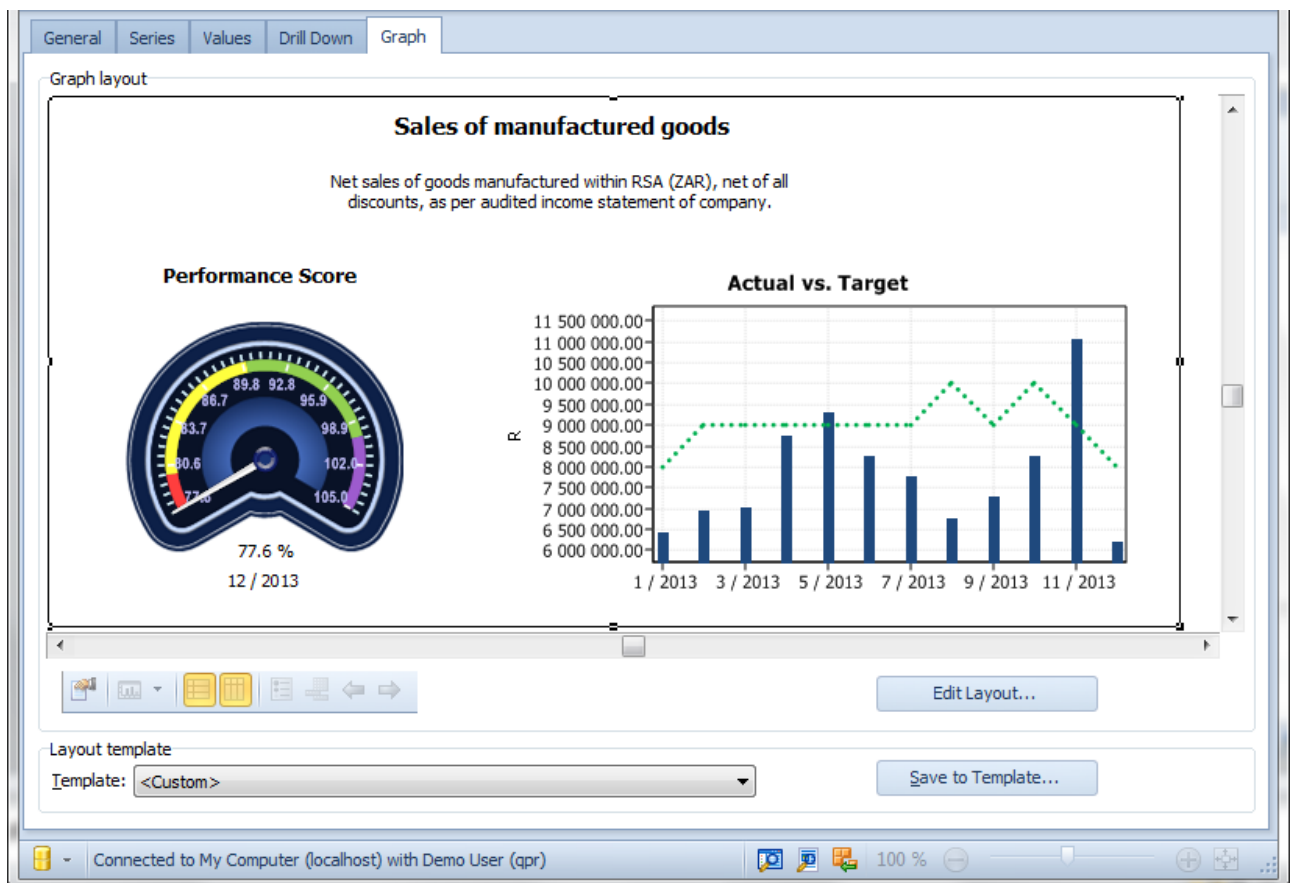 General Series Values Drill Down Graph
Graph layout
Sales of manufactured goods
Net sales of goods manufactured within RSA (ZAR), net of all
discounts, as per audited income statement of company.
Performance Score
89.8 92.8
86.7 95.9
83.7 98.9
80.6 102.0
77.6 105.0
77.6 %
12 / 2013
Actual vs. Target
11 500 000.00
11 000 000.00
10 500 000.00
10 000 000.00
9 500 000.00
9 000 000.00
8 500 000.00
8 000 000.00
7 500 000.00
7 000 000.00
6 500 000.00
6 000 000.00
R
1 / 2013 3 / 2013 5 / 2013 7 / 2013 9 / 2013 11 / 2013
Edit Layout...
Layout template
Template: <Custom>
Save to Template...
Connected to My Computer (localhost) with Demo User (qpr)
100 %